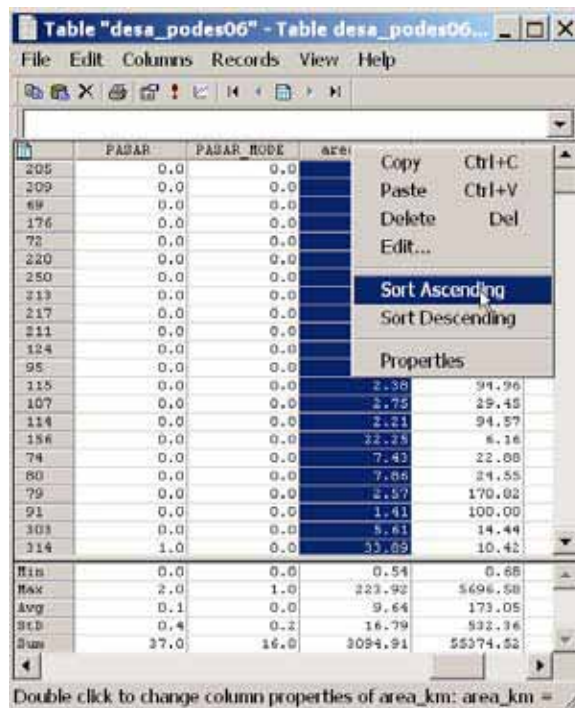 Table "desa_podes06" - Table desa_podes06...
File Edit Columns Records View Help
PASAR PASAR_MODE area
205 0.0 0.0
209 0.0 0.0
69 0.0 0.0
176 0.0 0.0
72 0.0 0.0
220 0.0 0.0
250 0.0 0.0
213 0.0 0.0
217 0.0 0.0
211 0.0 0.0
124 0.0 0.0
95 0.0 0.0
115 0.0 0.0 2.38 94.96
107 0.0 0.0 2.75 29.45
114 0.0 0.0 2.21 94.57
156 0.0 0.0 22.25 6.16
74 0.0 0.0 7.43 22.88
80 0.0 0.0 7.86 24.55
79 0.0 0.0 2.57 170.82
91 0.0 0.0 1.41 100.00
303 0.0 0.0 5.61 14.44
314 1.0 0.0 33.89 10.42
Copy Ctrl+C
Paste Ctrl+V
Delete Del
Edit...
Sort Ascending
Sort Descending
Properties
Min 0.0 0.0 0.54 0.68
Max 2.0 1.0 223.92 5696.58
Avg 0.1 0.0 9.64 173.05
StD 0.4 0.2 16.79 532.36
Sum 37.0 16.0 3094.91 55374.52
Double click to change column properties of area_km: area_km =